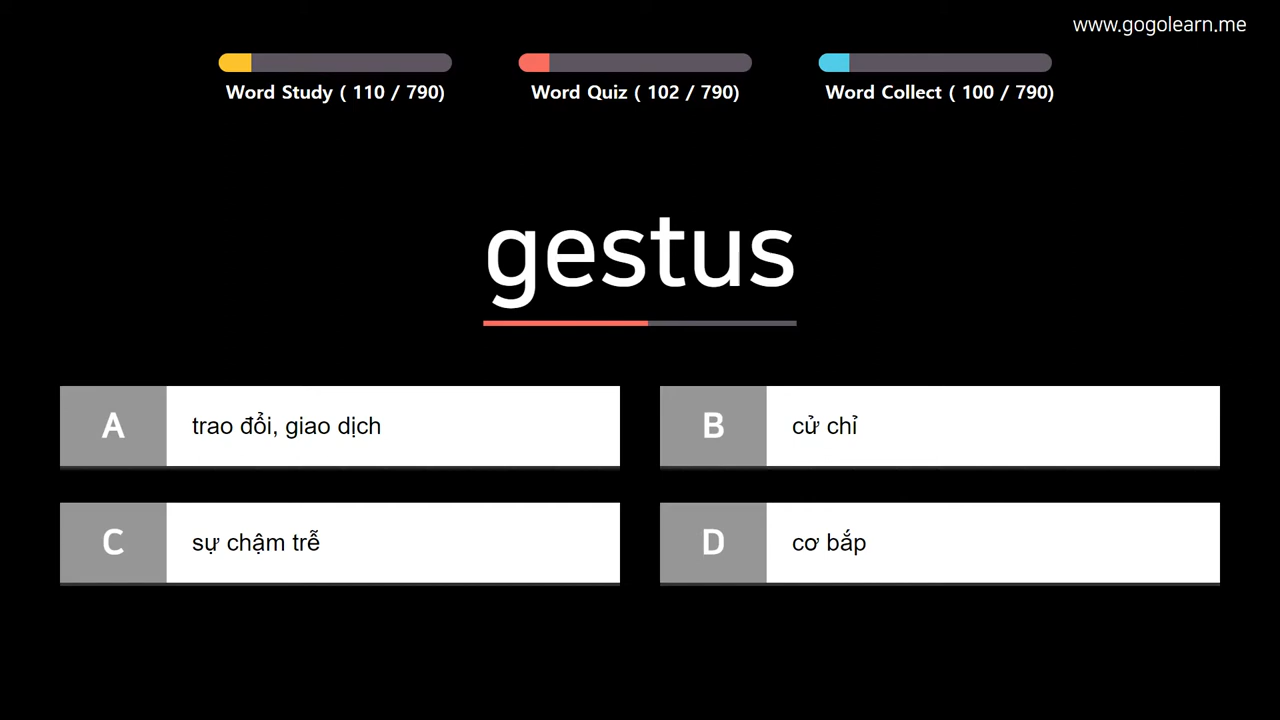 www.gogolearn.me
Word Study ( 110 / 790)
Word Quiz ( 102 / 790)
Word Collect ( 100 / 790)
gestus
A
trao đổi, giao dịch
B
cử chỉ
C
sự chậm trễ
D
cơ bắp